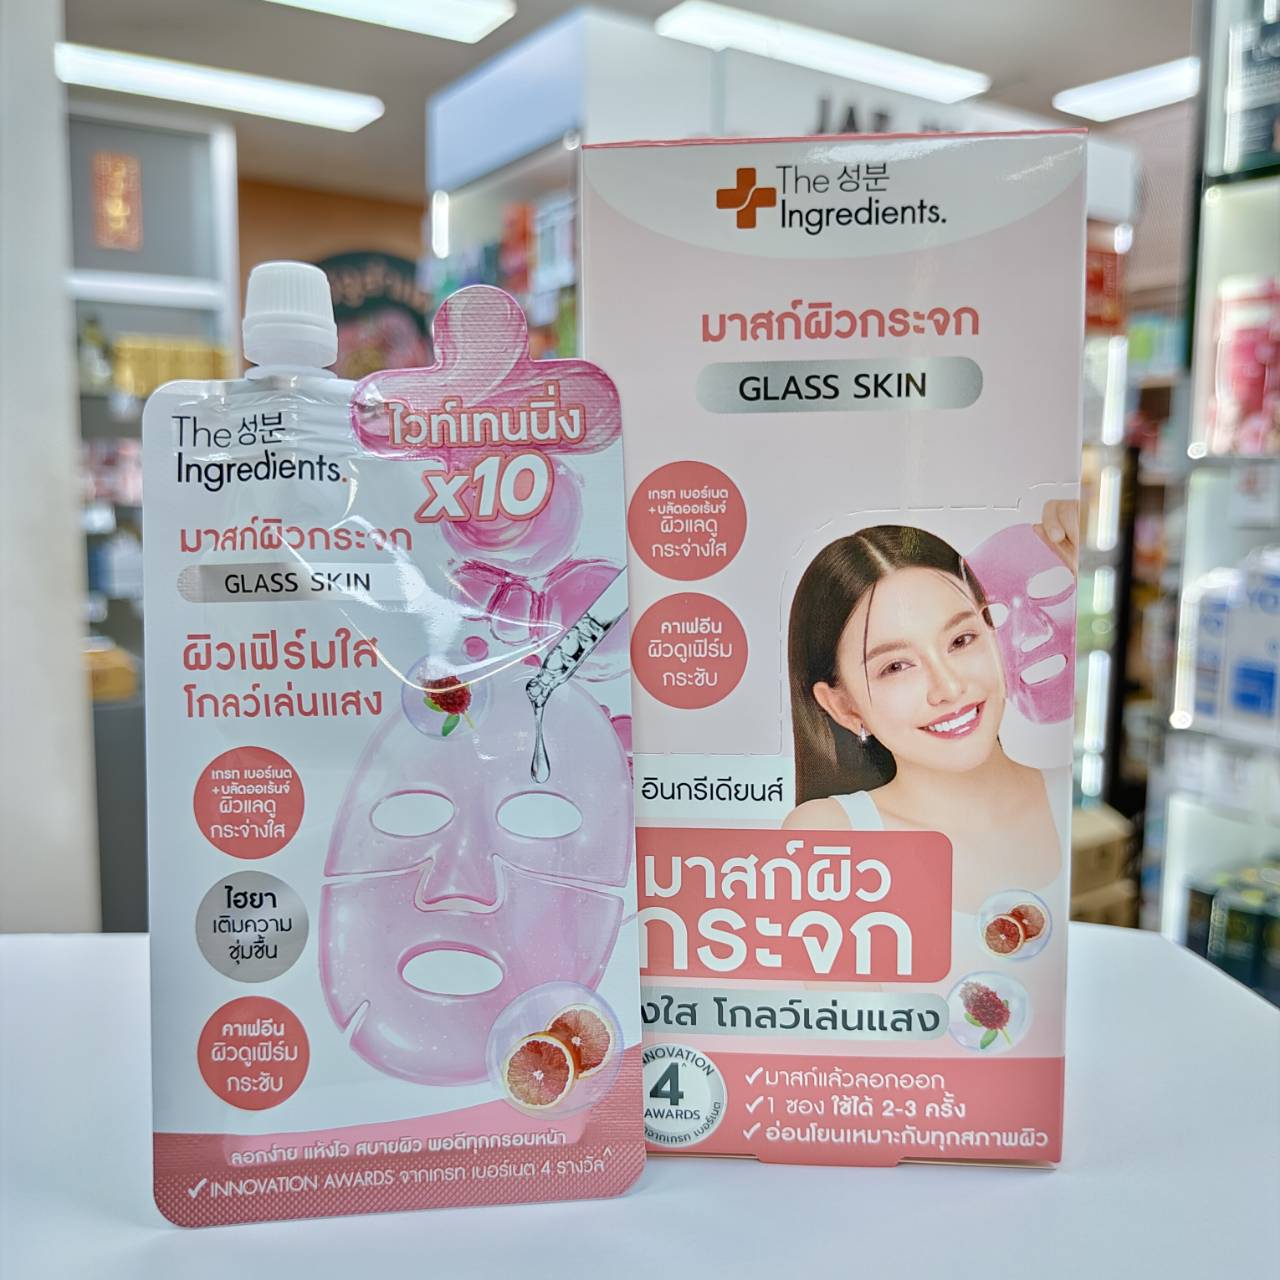 The 성분
Ingredients.
ไวท์เทนนิ่ง
x10
มาสก์ผิวกระจก
GLASS SKIN
ผิวเฟิร์มใส
โกลว์เล่นแสง
เกรท เบอร์เนต
+บลัดออเร้นจ์
ผิวแลดู
กระจ่างใส
ไฮยา
เติมความ
ชุ่มชื้น
คาเฟอีน
ผิวดูเฟิร์ม
กระชับ
ลอกง่าย แห้งไว สบายผิว พอดีทุกกรอบหน้า
✓INNOVATION AWARDS จากเกรท เบอร์เนต 4 รางวัล^
The 성분
Ingredients.
มาสก์ผิวกระจก
GLASS SKIN
เกรท เบอร์เนต
+บลัดออเร้นจ์
ผิวแลดู
กระจ่างใส
คาเฟอีน
ผิวดูเฟิร์ม
กระชับ
อินกรีเดียนส์
มาสก์ผิว
กระจก
โกลว์เล่นแสง
4^
AWARDS
✓มาสก์แล้วลอกออก
✓1 ซอง ใช้ได้ 2-3 ครั้ง
✓อ่อนโยนเหมาะกับทุกสภาพผิว